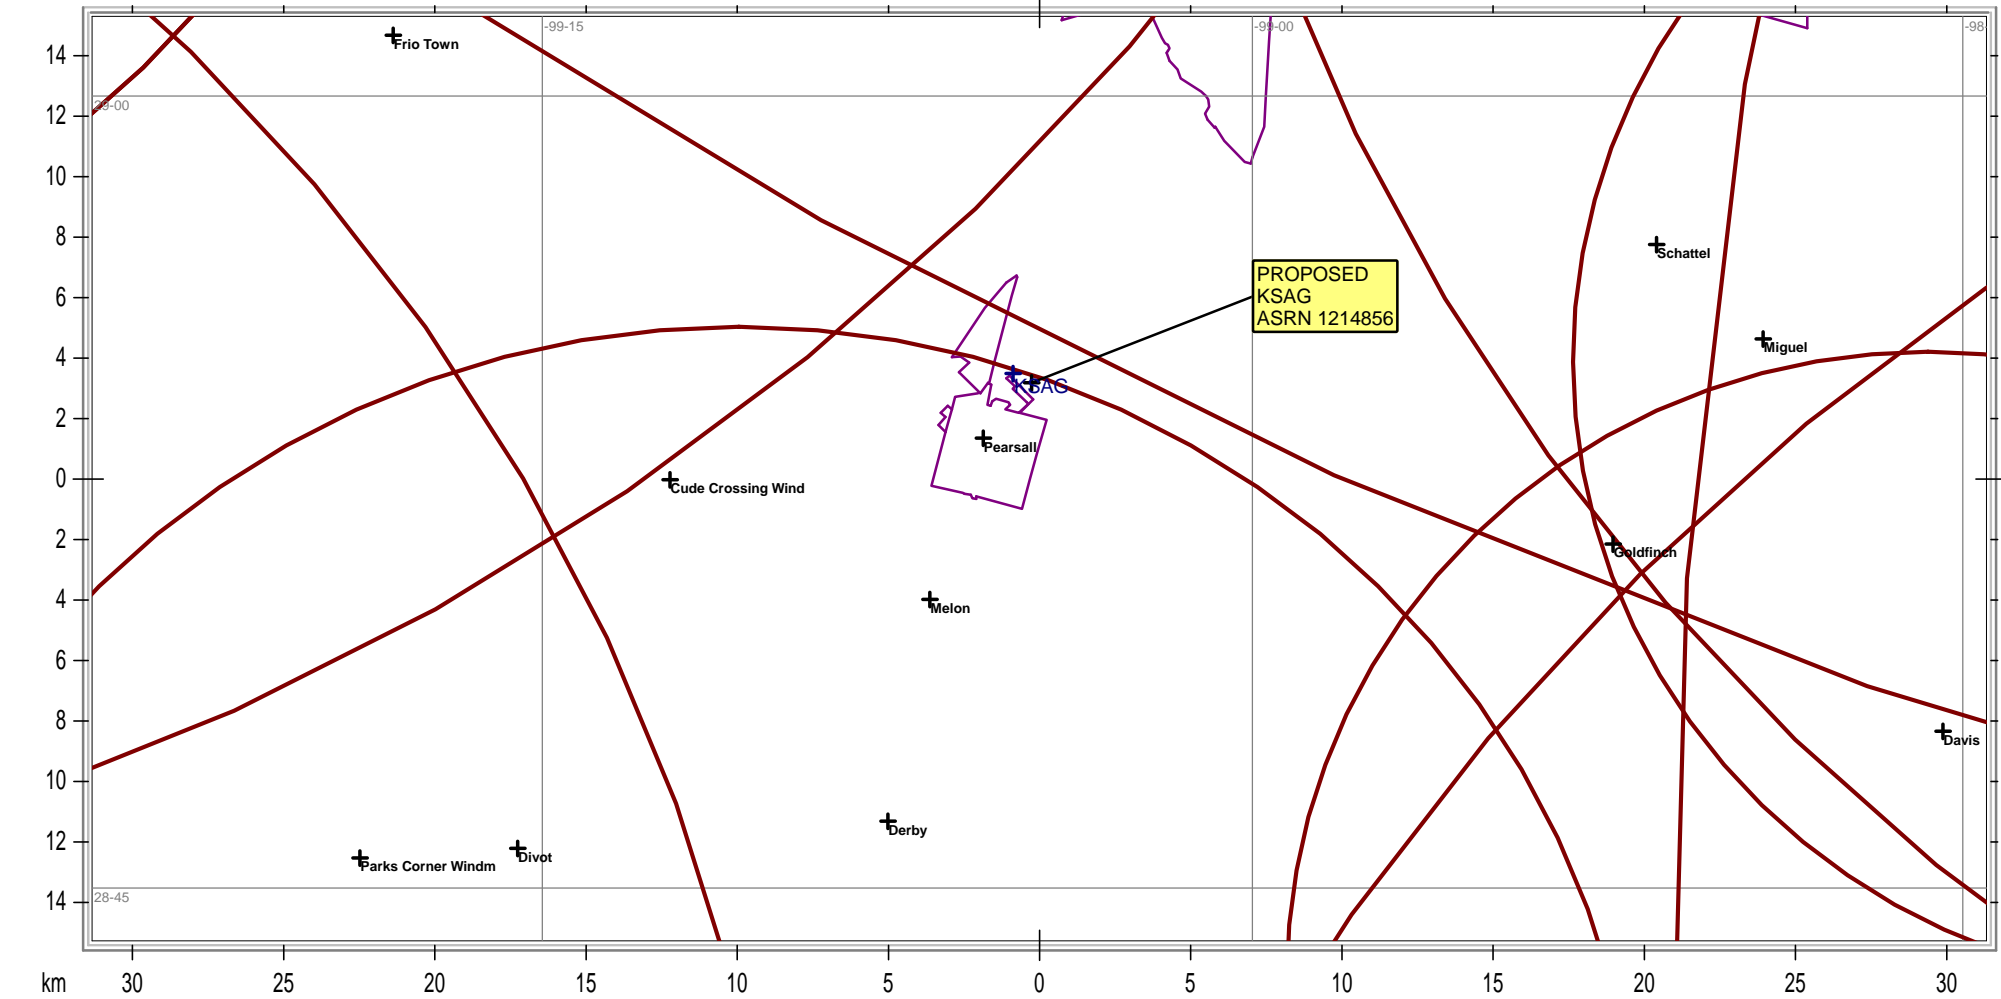 -99-15
-99-00
-98
14
Frio Town
29-00
12
10
8
Schattel
PROPOSED
KSAG
ASRN 1214856
6
4
Miguel
KSAG
2
Pearsall
0
Cude Crossing Wind
2
Goldfinch
4
Melon
6
8
Davis
10
Derby
12
Divot
Parks Corner Windm
14
28-45
km 30 25 20 15 10 5 0 5 10 15 20 25 30